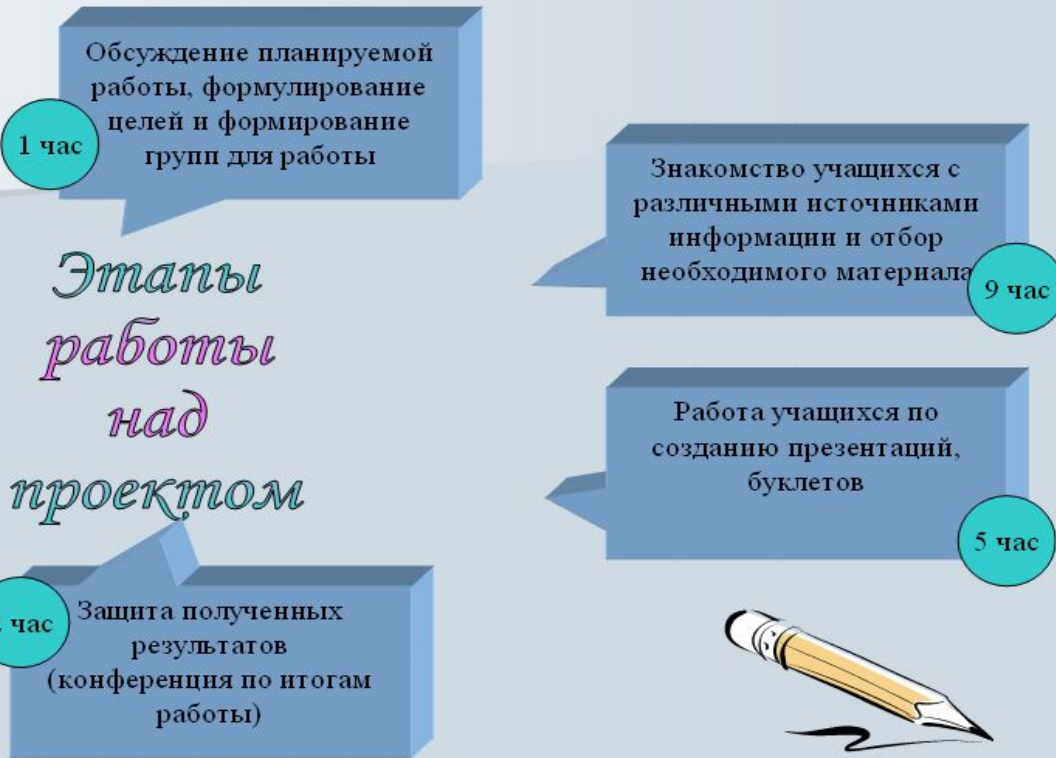 Обсуждение планируемой
работы, формулирование
целей и формирование
групп для работы
1 час
Знакомство учащихся с
различными источниками
информации и отбор
необходимого материала
9 час
Этапы
работы
над
проектом
Работа учащихся по
созданию презентаций,
буклетов
5 час
час
Защита полученных
результатов
(конференция по итогам
работы)